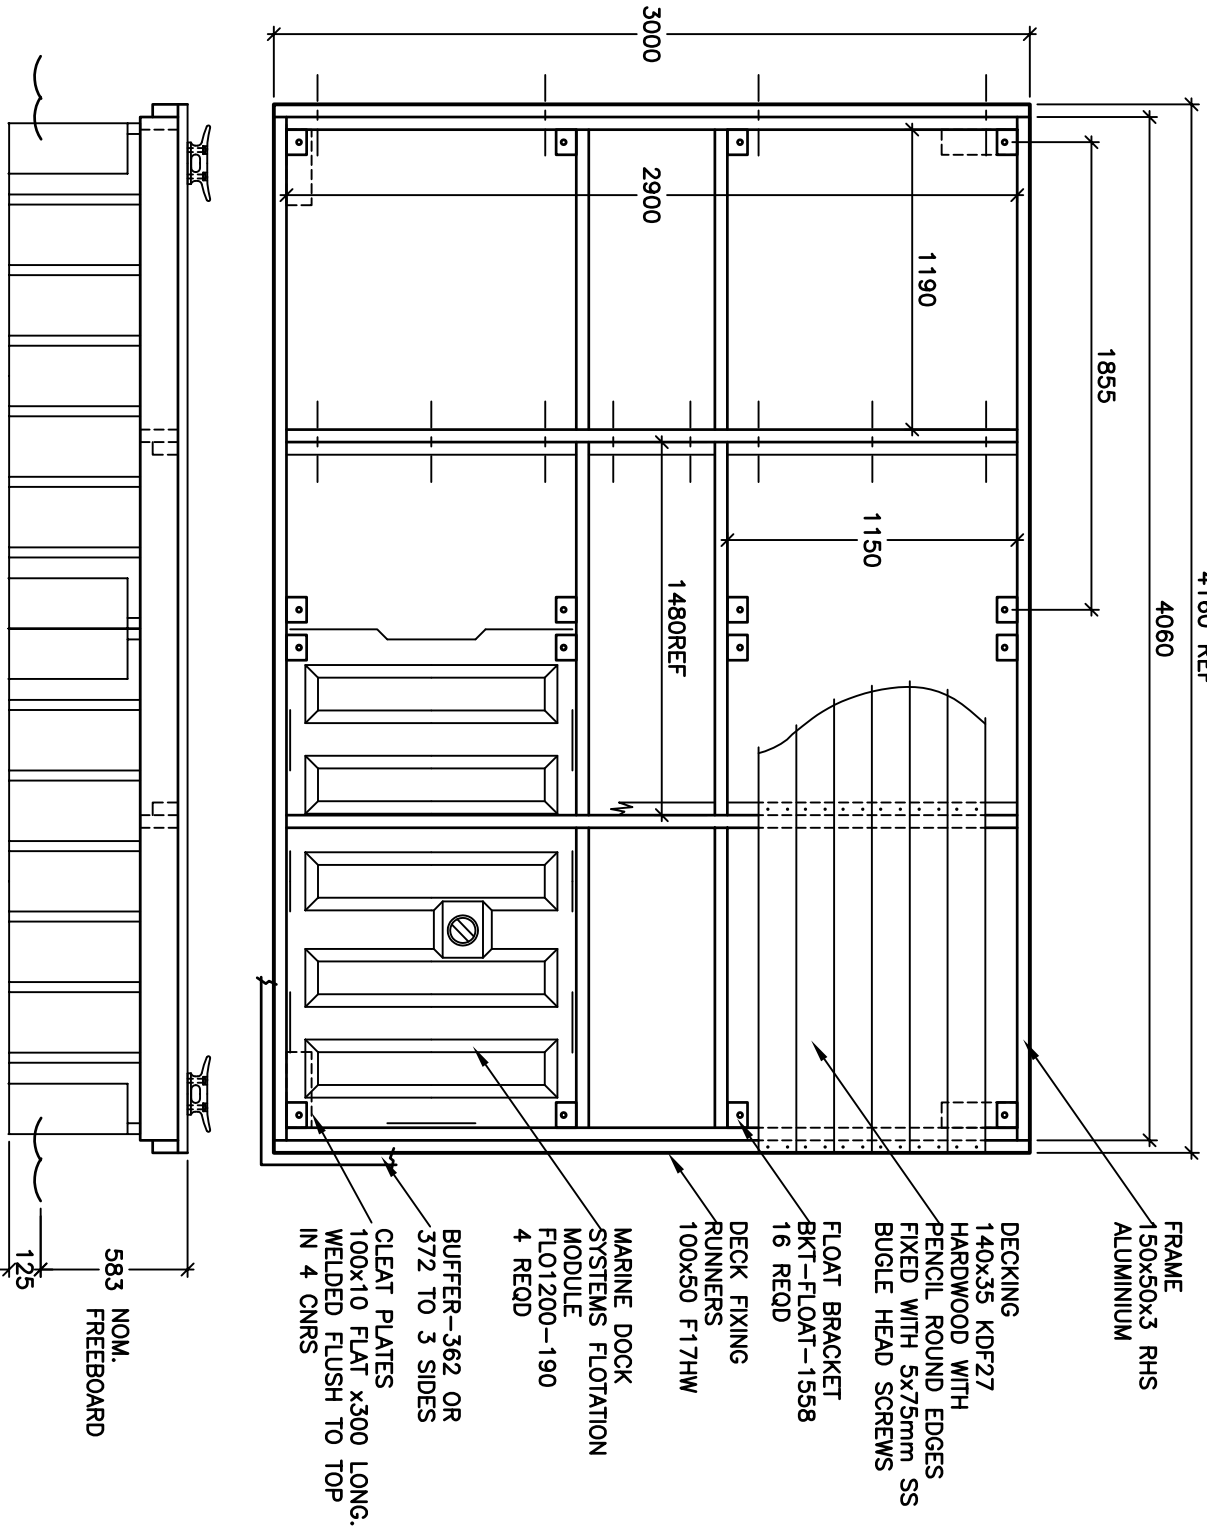 4160 REF
4060
1855
1190
3000
2900
1150
1480REF
FRAME
150x50x3 RHS
ALUMINIUM
DECKING
140x35 KDF27
HARDWOOD WITH
PENCIL ROUND EDGES
FIXED WITH 5x75mm SS
BUGLE HEAD SCREWS
FLOAT BRACKET
BKT-FLOAT-1558
16 REQD
DECK FIXING
RUNNERS
100x50 F17HW
MARINE DOCK
SYSTEMS FLOTATION
MODULE
FLO1200-190
4 REQD
BUFFER-362 OR
372 TO 3 SIDES
CLEAT PLATES
100x10 FLAT x300 LONG.
WELDED FLUSH TO TOP
IN 4 CNRS
583 NOM.
FREEBOARD
125